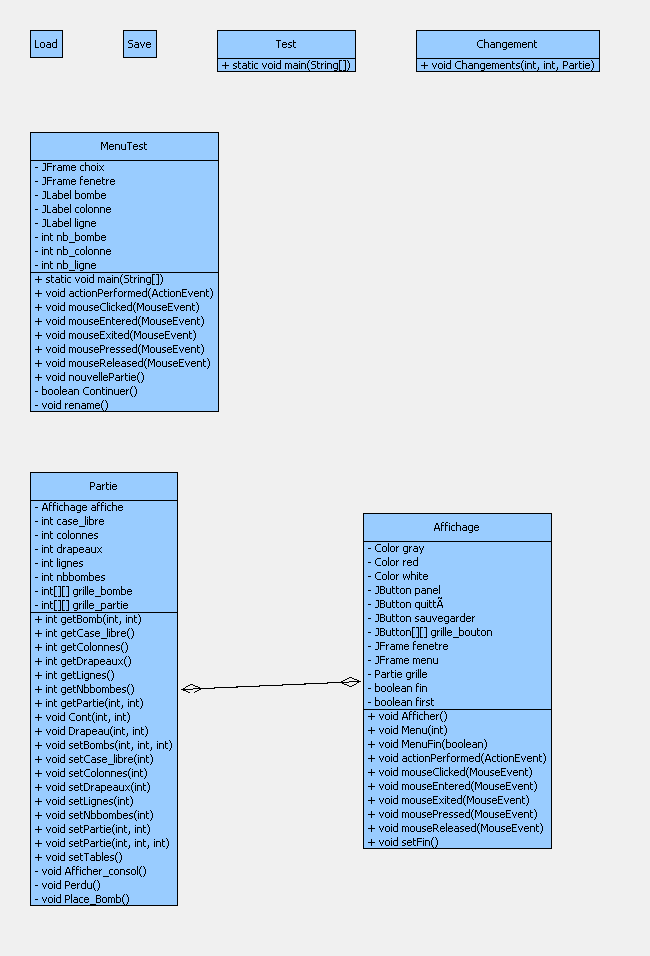 Load
Save
Test
+ static void main(String[])
Changement
+ void Changements(int, int, Partie)
MenuTest
- JFrame choix
- JFrame fenetre
- JLabel bombe
- JLabel colonne
- JLabel ligne
- int nb_bombe
- int nb_colonne
- int nb_ligne
+ static void main(String[])
+ void actionPerformed(ActionEvent)
+ void mouseClicked(MouseEvent)
+ void mouseEntered(MouseEvent)
+ void mouseExited(MouseEvent)
+ void mousePressed(MouseEvent)
+ void mouseReleased(MouseEvent)
+ void nouvellePartie()
- boolean Continuer()
- void rename()
Partie
- Affichage affiche
- int case_libre
- int colonnes
- int drapeaux
- int lignes
- int nbbombes
- int[][] grille_bombe
- int[][] grille_partie
+ int getBomb(int, int)
+ int getCase_libre()
+ int getColonnes()
+ int getDrapeaux()
+ int getLignes()
+ int getNbbombes()
+ int getPartie(int, int)
+ void Cont(int, int)
+ void Drapeau(int, int)
+ void setBombs(int, int, int)
+ void setCase_libre(int)
+ void setColonnes(int)
+ void setDrapeaux(int)
+ void setLignes(int)
+ void setNbbombes(int)
+ void setPartie(int, int)
+ void setPartie(int, int, int)
+ void setTables()
- void Afficher_consol()
- void Perdu()
- void Place_Bomb()
Affichage
- Color gray
- Color red
- Color white
- JButton panel
- JButton quittÃ
- JButton sauvegarder
- JButton[][] grille_bouton
- JFrame fenetre
- JFrame menu
- Partie grille
- boolean fin
- boolean first
+ void Afficher()
+ void Menu(int)
+ void MenuFin(boolean)
+ void actionPerformed(ActionEvent)
+ void mouseClicked(MouseEvent)
+ void mouseEntered(MouseEvent)
+ void mouseExited(MouseEvent)
+ void mousePressed(MouseEvent)
+ void mouseReleased(MouseEvent)
+ void setFin()